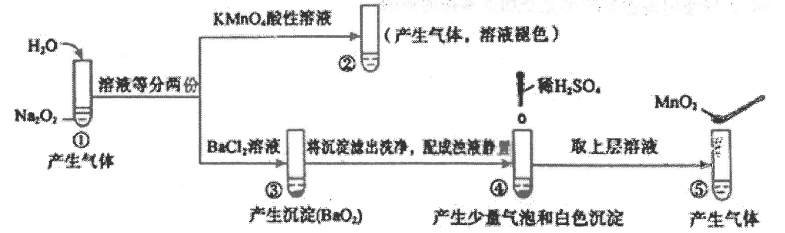 KMnO₄酸性溶液
(产生气体，溶液褪色)
②
H₂O
溶液等分两份
Na₂O₂
①
产生气体
稀H₂SO₄
MnO₂
BaCl₂溶液
将沉淀滤出洗净，配成浊液静置
取上层溶液
③
④
⑤
产生沉淀(BaO₂)
产生少量气泡和白色沉淀
产生气体